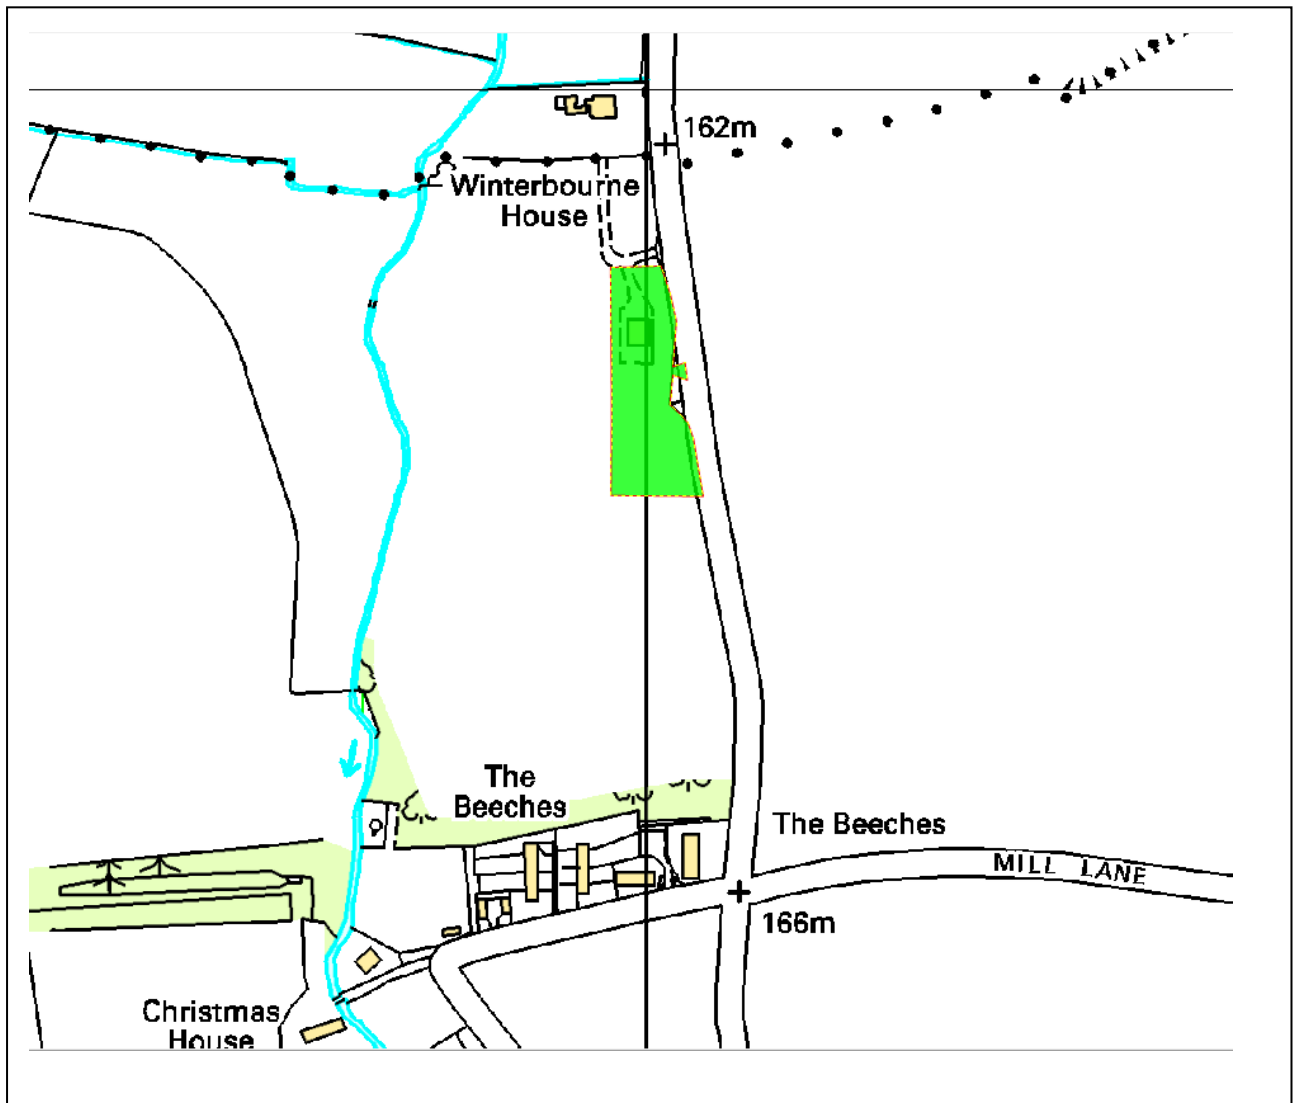 162m
Winterbourne
House
The
Beeches
The Beeches
MILL LANE
166m
Christmas
House